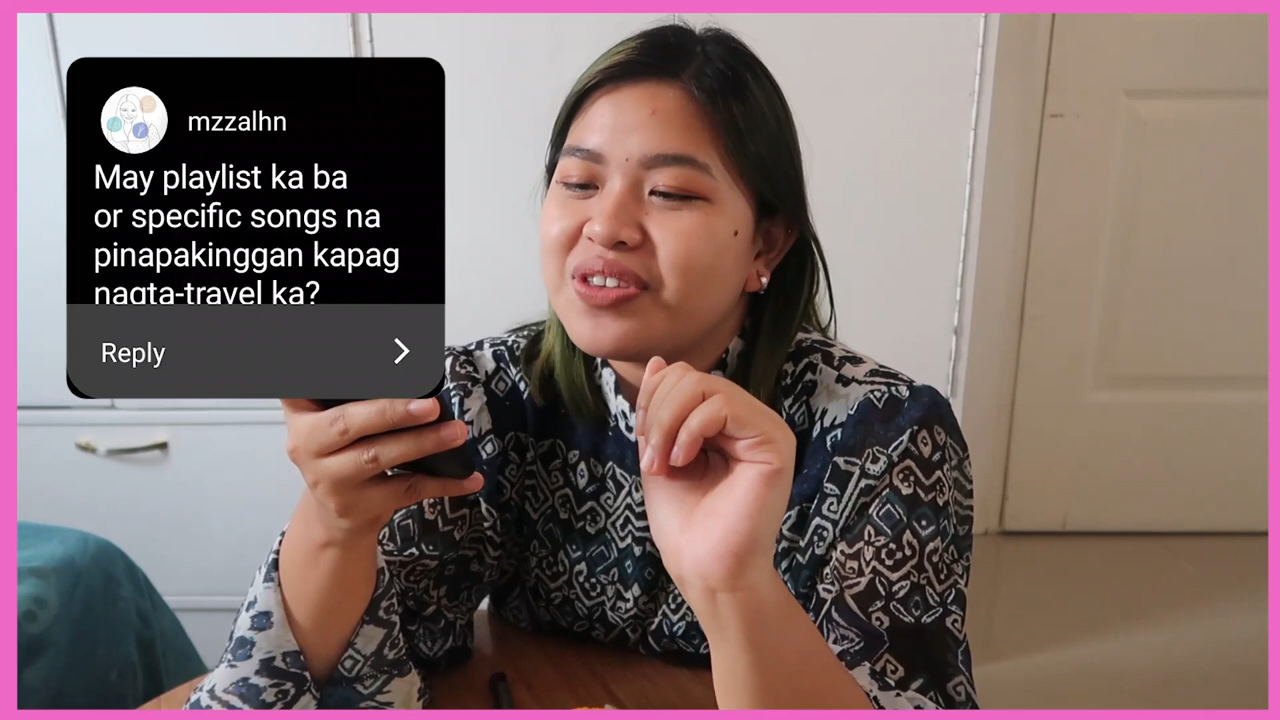 mzzalhn
May playlist ka ba
or specific songs na
pinapakinggan kapag
nagta-travel ka?
Reply